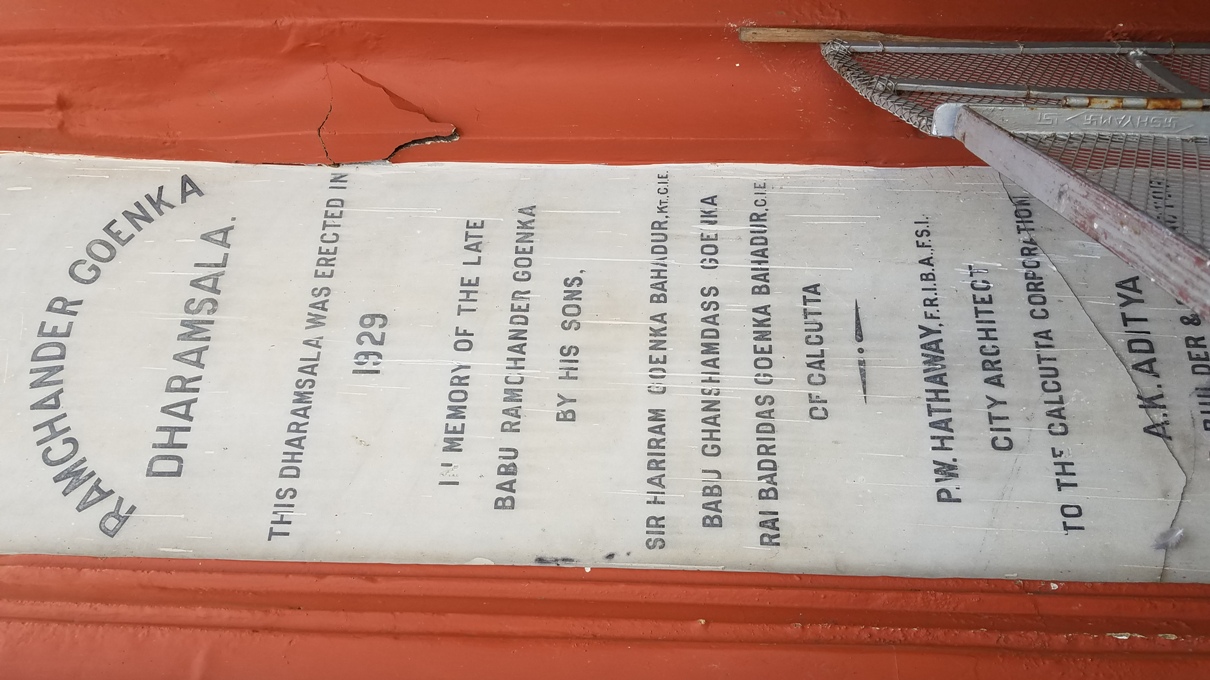 RAMCHANDER GOENKA
DHARAMSALA.
THIS DHARAMSALA WAS ERECTED IN
1929
IN MEMORY OF THE LATE
BABU RAMCHANDER GOENKA
BY HIS SONS,
SIR HARIRAM GOENKA BAHADUR, KT., C.I.E.
BABU GHANSHAMDASS GOENKA
RAI BADRIDAS GOENKA BAHADUR, C.I.E.
OF CALCUTTA
P.W. HATHAWAY, F.R.I.B.A., F.S.I.,
CITY ARCHITECT
TO THE CALCUTTA CORPORATION
A.K. ADITYA
BUILDER &
SHYAM